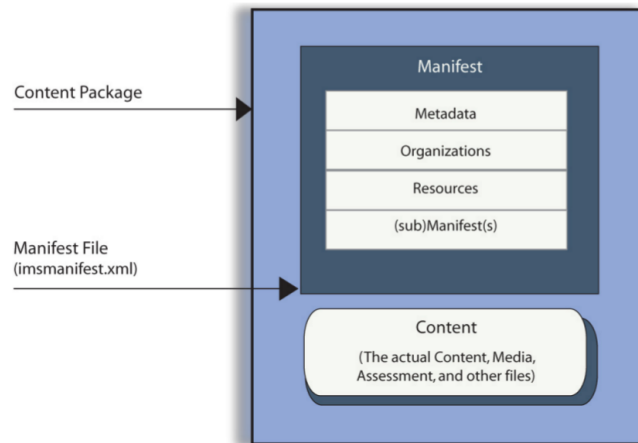 Manifest
Content Package
Metadata
Organizations
Resources
(sub)Manifest(s)
Manifest File
(imsmanifest.xml)
Content
(The actual Content, Media,
Assessment, and other files)